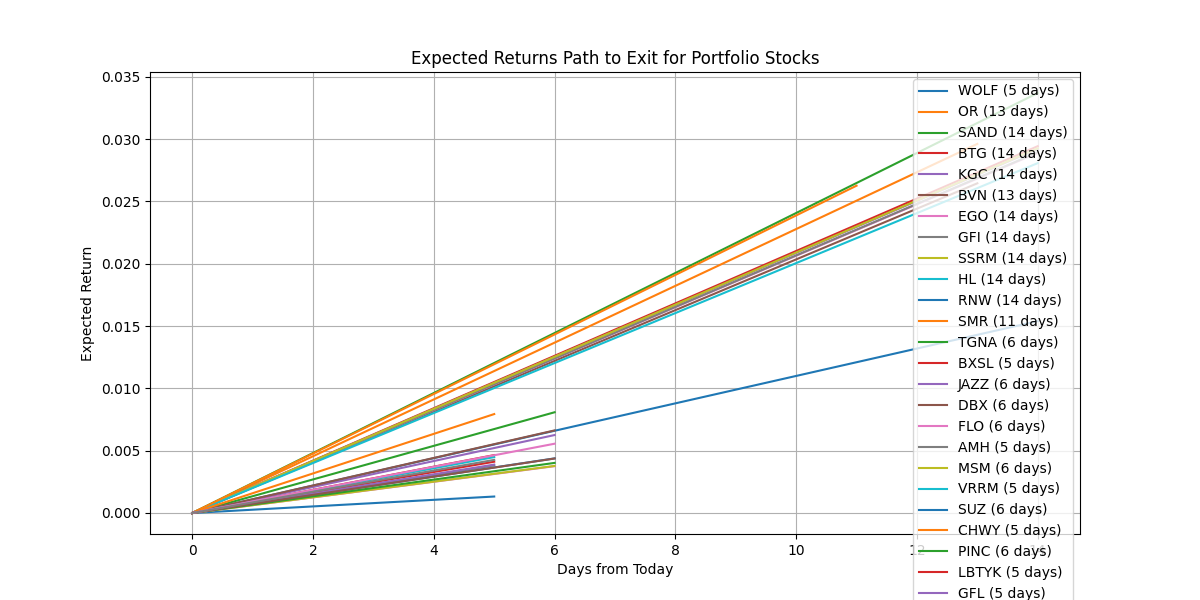 Expected Returns Path to Exit for Portfolio Stocks
0.035
0.030
0.025
0.020
0.015
0.010
0.005
0.000
Expected Return
0 2 4 6 8 10 12
Days from Today
WOLF (5 days)
OR (13 days)
SAND (14 days)
BTG (14 days)
KGC (14 days)
BVN (13 days)
EGO (14 days)
GFI (14 days)
SSRM (14 days)
HL (14 days)
RNW (14 days)
SMR (11 days)
TGNA (6 days)
BXSL (5 days)
JAZZ (6 days)
DBX (6 days)
FLO (6 days)
AMH (5 days)
MSM (6 days)
VRRM (5 days)
SUZ (6 days)
CHWY (5 days)
PINC (6 days)
LBTYK (5 days)
GFL (5 days)